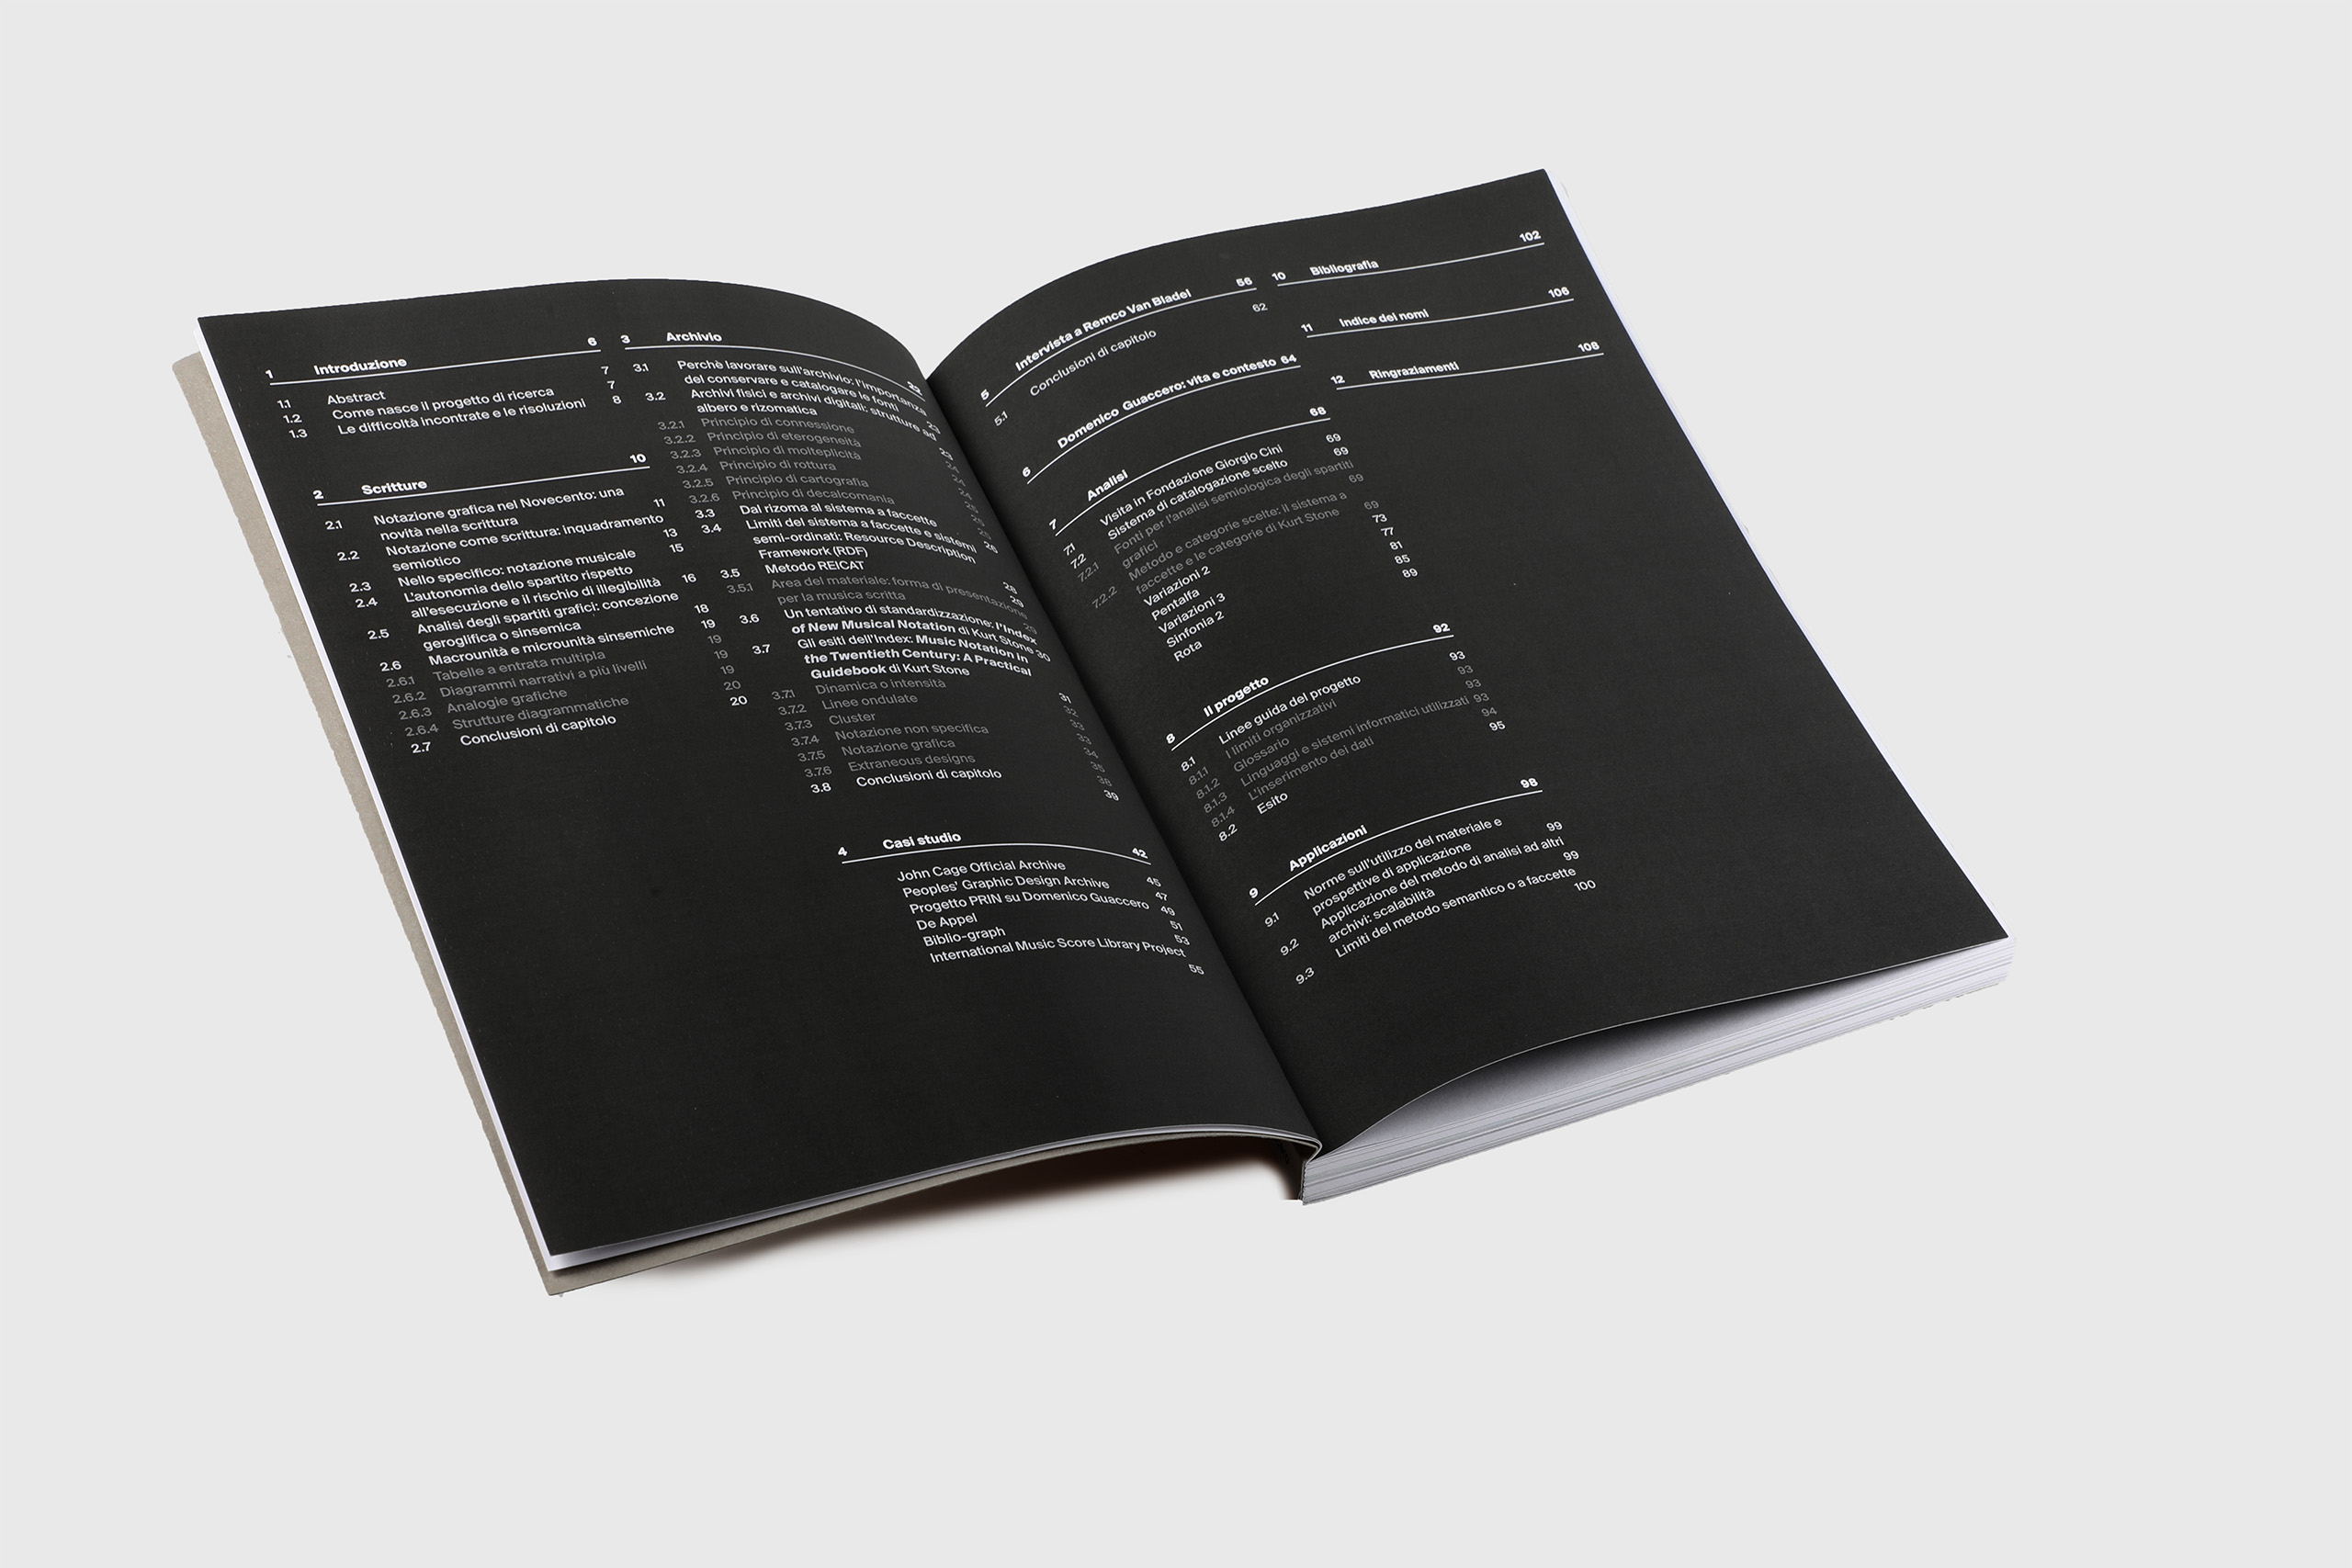 1 Introduzione 6
1.1 Abstract 7
1.2 Come nasce il progetto di ricerca 7
1.3 Le difficoltà incontrate e le risoluzioni 8
2 Scritture 10
2.1 Notazione grafica nel Novecento: una
novità nella scrittura 11
2.2 Notazione come scrittura: inquadramento
semiotico 13
2.3 Nello specifico: notazione musicale 15
2.4 L'autonomia dello spartito rispetto
all'esecuzione e il rischio di illegibilità 16
2.5 Analisi degli spartiti grafici: concezione
geroglifica o sinsemica 18
2.6 Macrounità e microunità sinsemiche 19
2.6.1 Tabelle a entrata multipla 19
2.6.2 Diagrammi narrativi a più livelli 19
2.6.3 Analogie grafiche 19
2.6.4 Strutture diagrammatiche 20
2.7 Conclusioni di capitolo 20
3 Archivio 22
3.1 Perchè lavorare sull'archivio: l'importanza
del conservare e catalogare le fonti 23
3.2 Archivi fisici e archivi digitali: strutture ad
albero e rizomatica 23
3.2.1 Principio di connessione 24
3.2.2 Principio di eterogeneità 24
3.2.3 Principio di molteplicità 24
3.2.4 Principio di rottura 25
3.2.5 Principio di cartografia 25
3.2.6 Principio di decalcomania 25
3.3 Dal rizoma al sistema a faccette
3.4 Limiti del sistema a faccette e sistemi 26
semi-ordinati: Resource Description
Framework (RDF) 28
3.5 Metodo REICAT 29
3.5.1 Area del materiale: forma di presentazione
per la musica scritta 29
3.6 Un tentativo di standardizzazione: l'Index
of New Musical Notation di Kurt Stone 30
3.7 Gli esiti dell'Index: Music Notation in
the Twentieth Century: A Practical
Guidebook di Kurt Stone 31
3.7.1 Dinamica o intensità 32
3.7.2 Linee ondulate 33
3.7.3 Cluster 33
3.7.4 Notazione non specifica 34
3.7.5 Notazione grafica 35
3.7.6 Extraneous designs 38
3.8 Conclusioni di capitolo 39
4 Casi studio 42
John Cage Official Archive 45
Peoples' Graphic Design Archive 47
Progetto PRIN su Domenico Guaccero 49
De Appel 51
Biblio-graph 53
International Music Score Library Project 55
5 Intervista a Remco Van Bladel 56
5.1 Conclusioni di capitolo 62
6 Domenico Guaccero: vita e contesto 64
7 Analisi 68
7.1 Visita in Fondazione Giorgio Cini 69
7.2 Sistema di catalogazione scelto 69
7.2.1 Fonti per l'analisi semiologica degli spartiti
grafici 69
7.2.2 Metodo e categorie scelte: il sistema a
faccette e le categorie di Kurt Stone 69
Variazioni 2 73
Pentalfa 77
Variazioni 3 81
Sinfonia 2 85
Rota 89
8 Il progetto 92
8.1 Linee guida del progetto 93
8.1.1 I limiti organizzativi 93
8.1.2 Glossario 93
8.1.3 Linguaggi e sistemi informatici utilizzati 93
8.1.4 L'inserimento dei dati 94
8.2 Esito 95
9 Applicazioni 98
9.1 Norme sull'utilizzo del materiale e
prospettive di applicazione 99
9.2 Applicazione del metodo di analisi ad altri
archivi: scalabilità 99
9.3 Limiti del metodo semantico o a faccette 100
10 Bibliografia 102
11 Indice dei nomi 106
12 Ringraziamenti 108